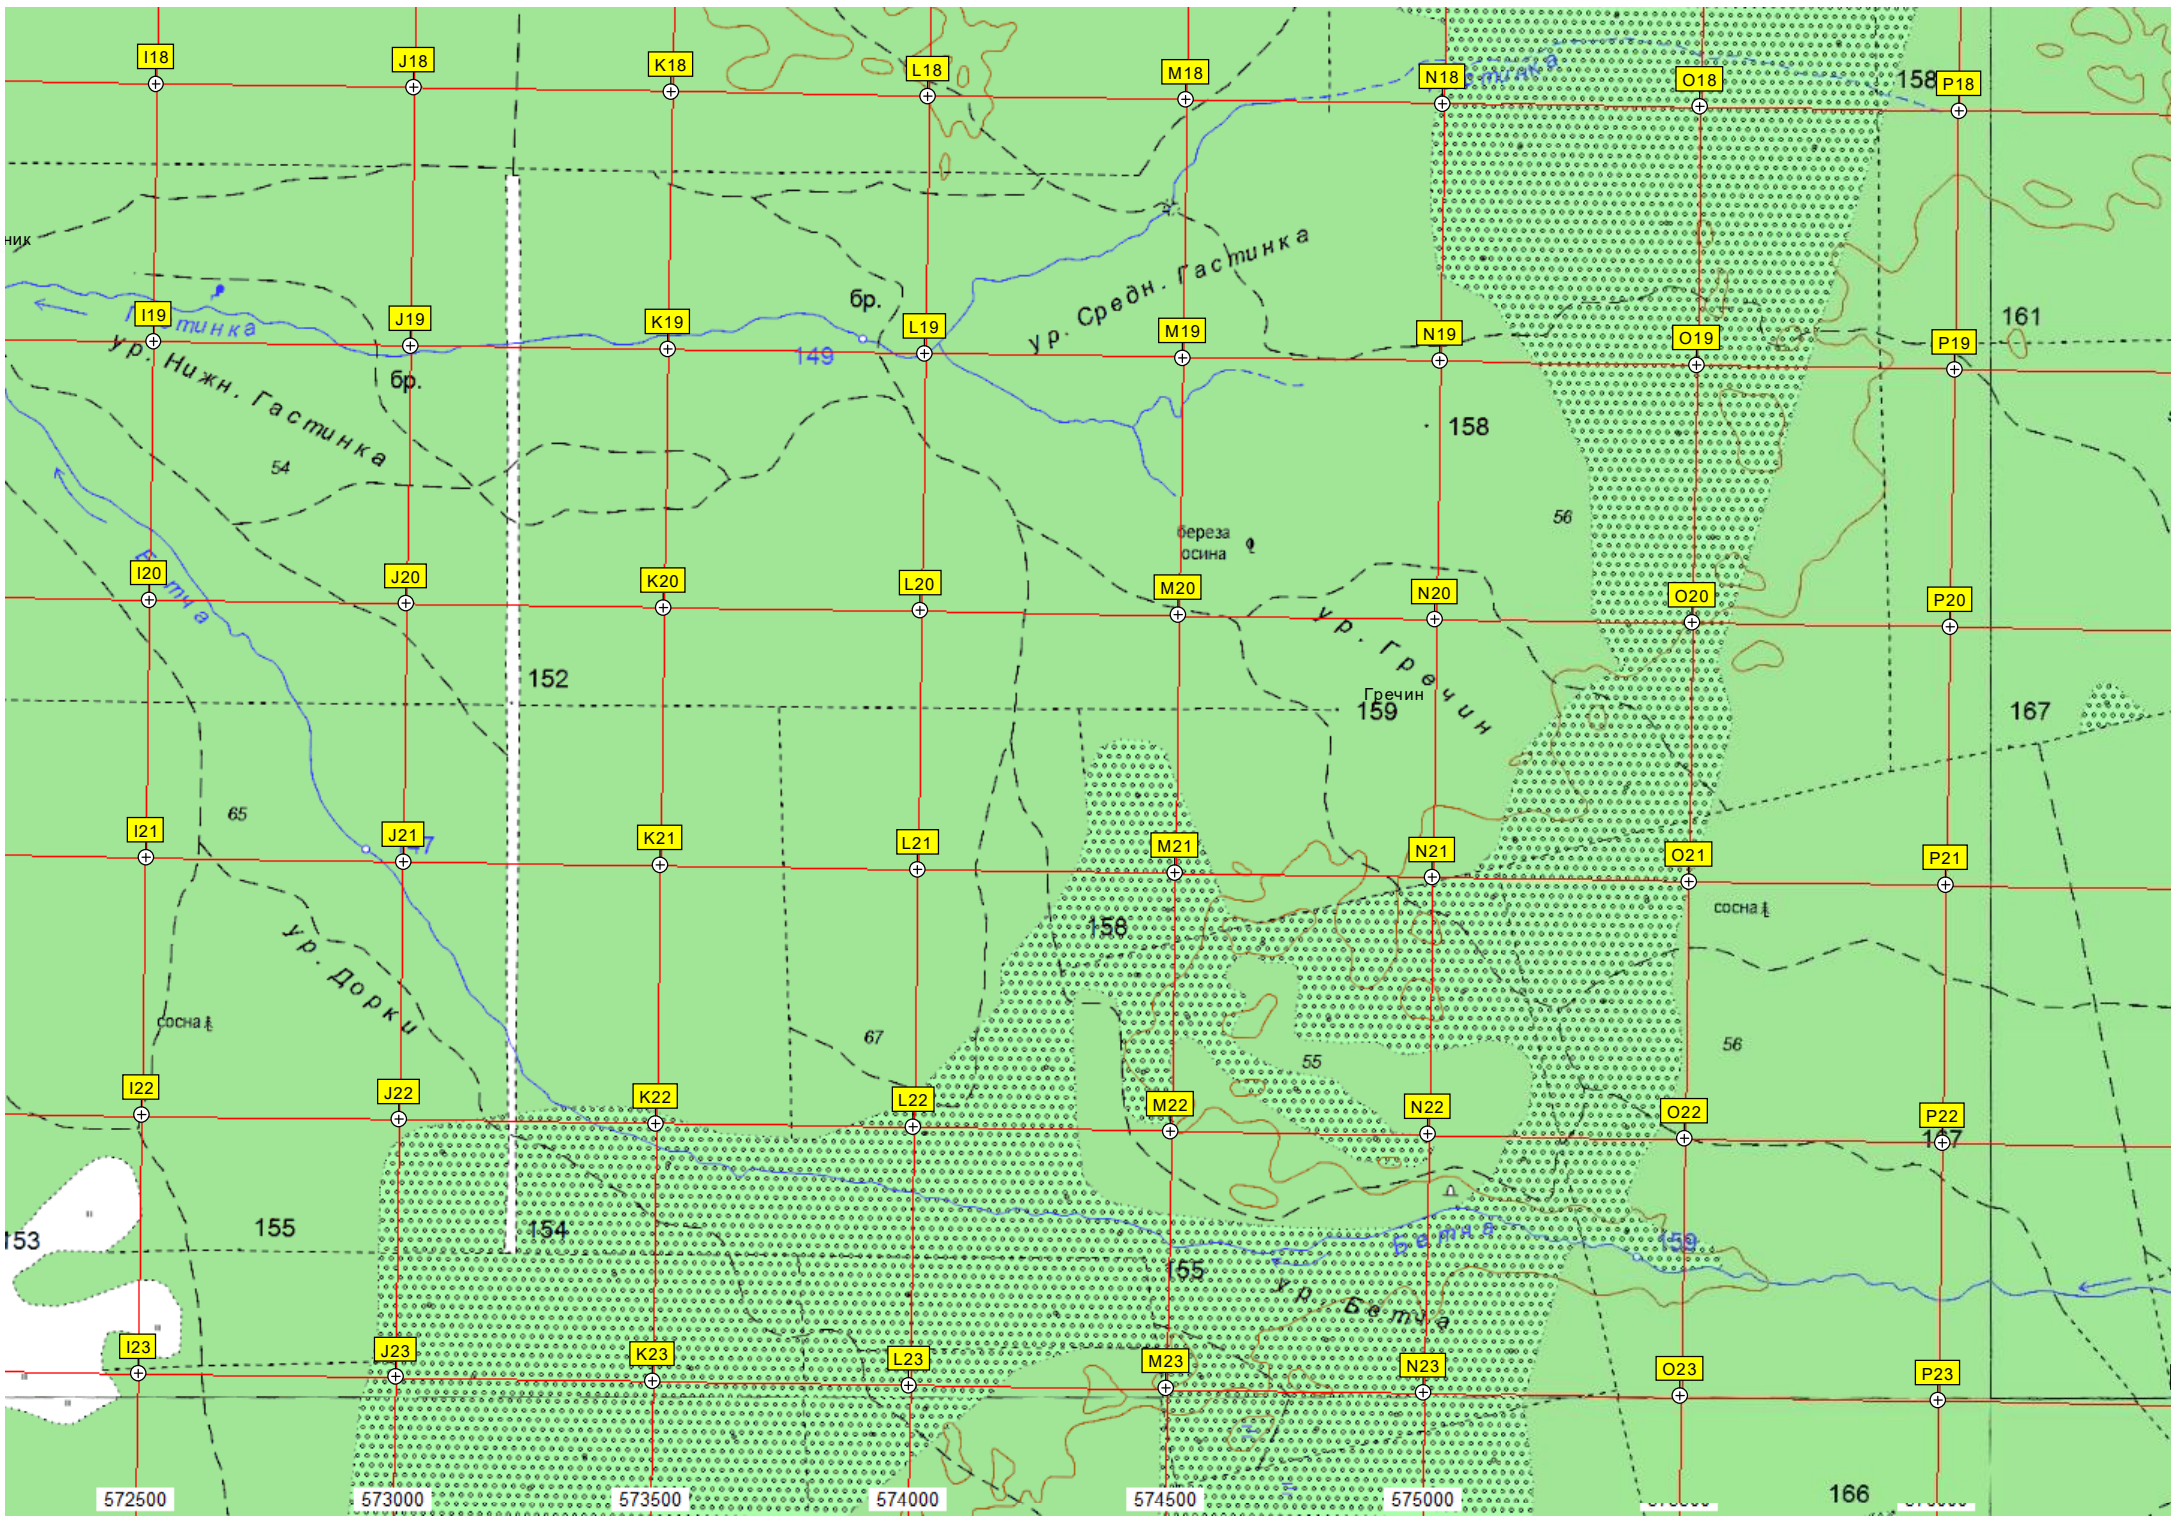 I18
J18
K18
L18
M18
N18
O18
158
P18
ник
ур. Средн. Гастинка
бр.
I19
J19
K19
149
L19
M19
N19
O19
161
P19
ур. Нижн. Гастинка
бр.
54
158
56
береза
осина
I20
J20
K20
L20
M20
N20
O20
P20
ур. Гречин
152
Гречин
159
167
65
I21
J21
K21
L21
M21
N21
O21
P21
сосна
158
ур. Дорки
сосна
67
55
56
I22
J22
K22
L22
M22
N22
O22
P22
153
155
154
Бетча
159
155
ур. Бетча
I23
J23
K23
L23
M23
N23
O23
P23
572500
573000
573500
574000
574500
575000
166